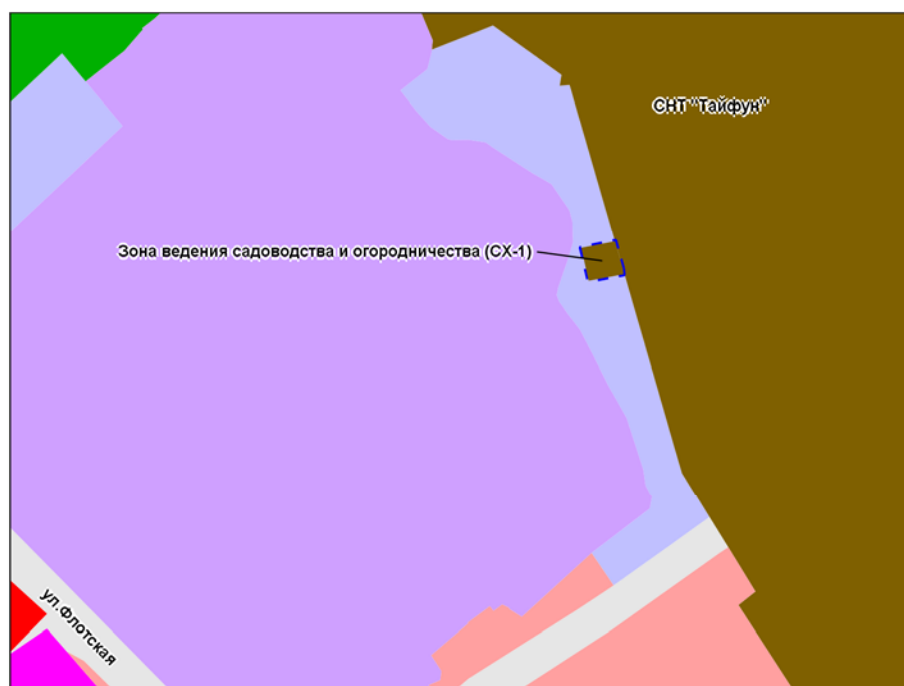 СНТ "Тайфун"
Зона ведения садоводства и огородничества (СХ-1)
ул.Флотская